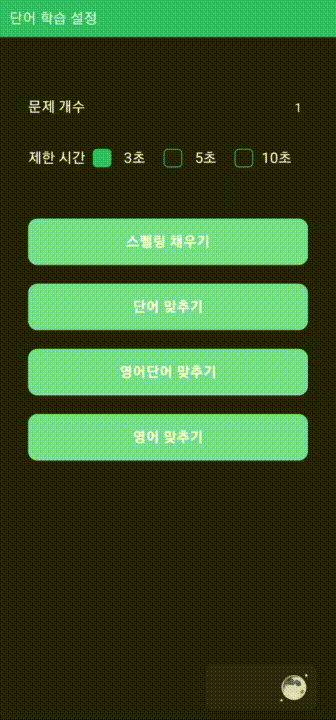 단어 학습 설정
문제 개수 1
제한 시간 3초 5초 10초
스펠링 채우기
단어 맞추기
영어단어 맞추기
영어 맞추기